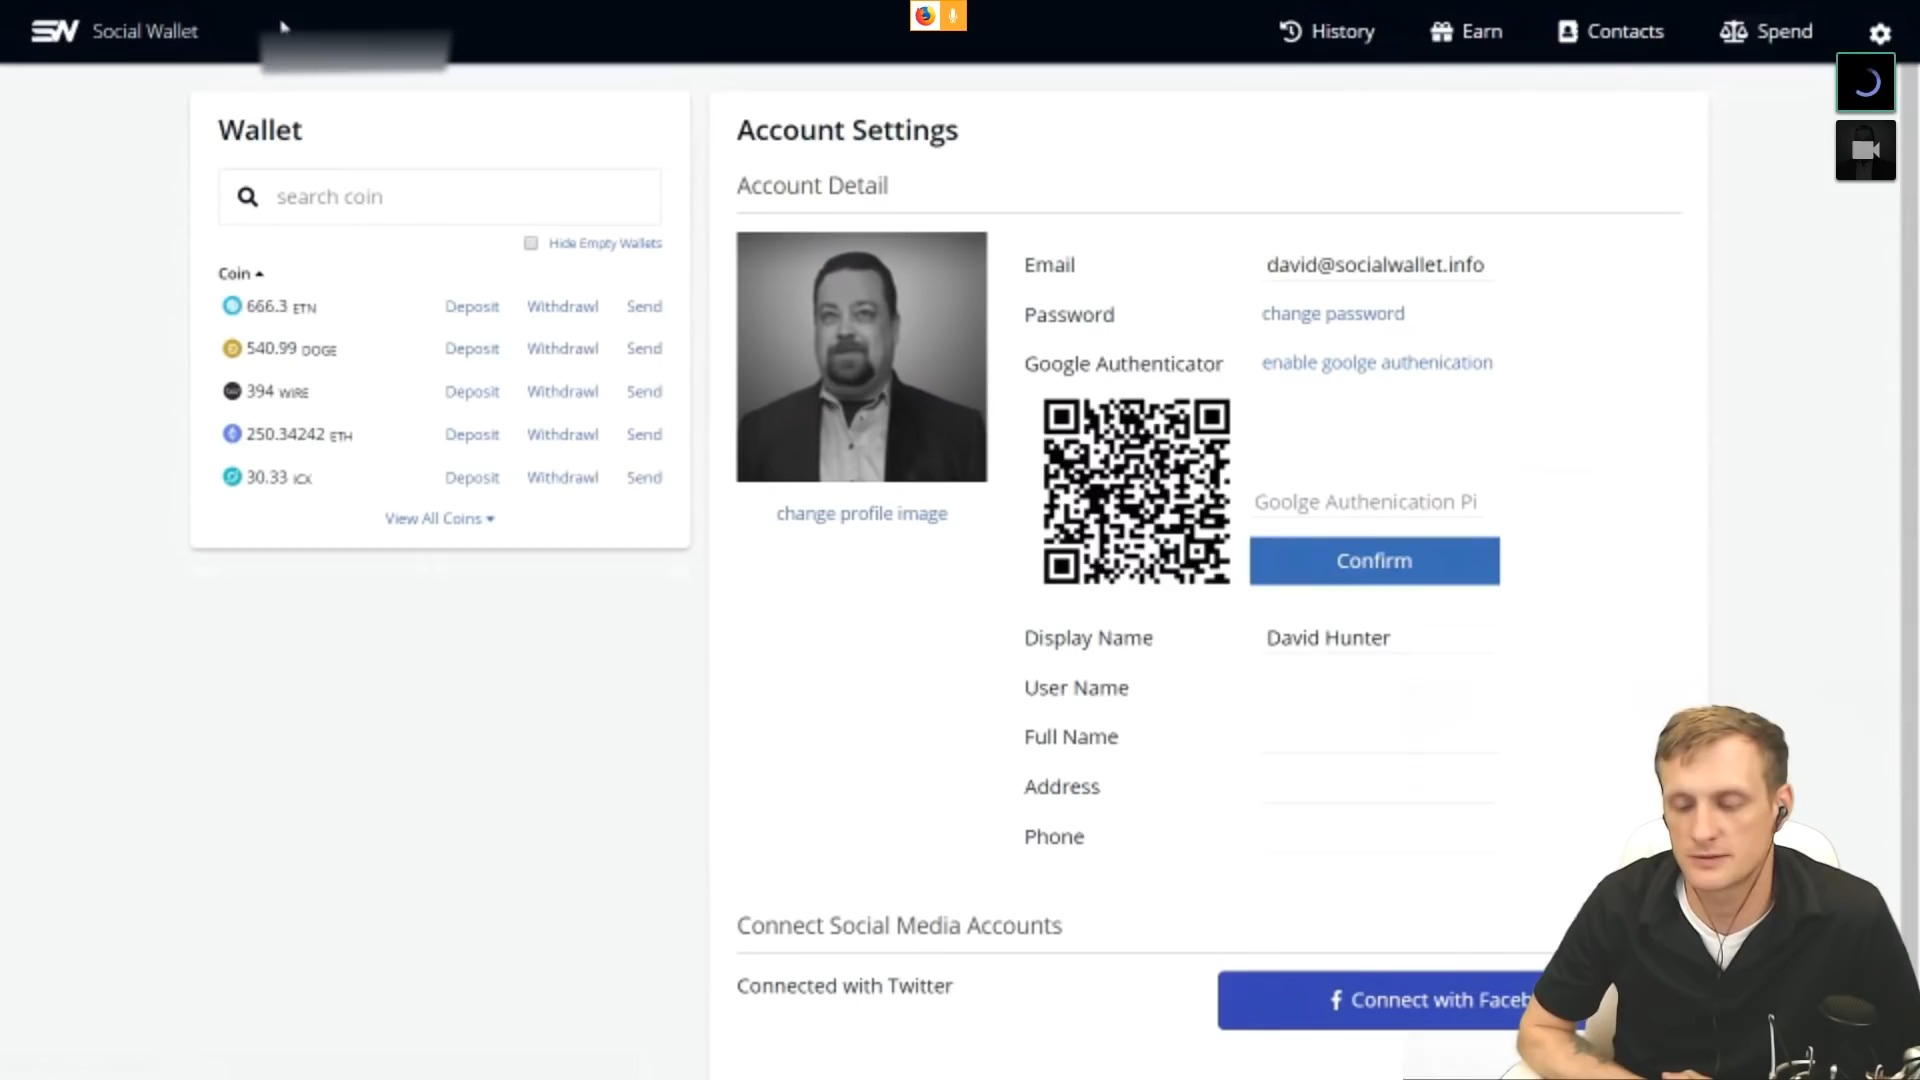 SW Social Wallet
History
Earn
Contacts
Spend
Wallet
search coin
Hide Empty Wallets
Coin
666.3 ETN Deposit Withdrawl Send
540.99 DOGE Deposit Withdrawl Send
394 WIRE Deposit Withdrawl Send
250.34242 ETH Deposit Withdrawl Send
30.33 ICX Deposit Withdrawl Send
View All Coins
Account Settings
Account Detail
change profile image
Email david@socialwallet.info
Password change password
Google Authenticator enable goolge authenication
Goolge Authenication Pi
Confirm
Display Name David Hunter
User Name
Full Name
Address
Phone
Connect Social Media Accounts
Connected with Twitter
f Connect with Faceb